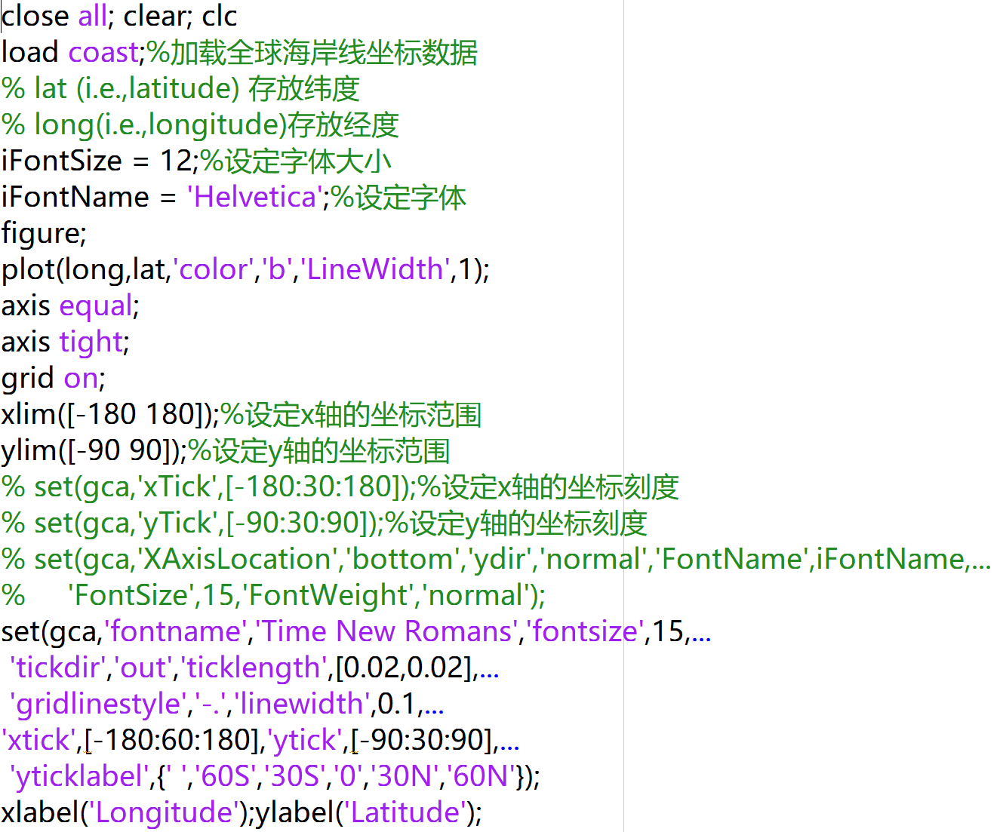 close all; clear; clc
load coast;%加载全球海岸线坐标数据
% lat (i.e.,latitude) 存放纬度
% long(i.e.,longitude)存放经度
iFontSize = 12;%设定字体大小
iFontName = 'Helvetica';%设定字体
figure;
plot(long,lat,'color','b','LineWidth',1);
axis equal;
axis tight;
grid on;
xlim([-180 180]);%设定x轴的坐标范围
ylim([-90 90]);%设定y轴的坐标范围
% set(gca,'xTick',[-180:30:180]);%设定x轴的坐标刻度
% set(gca,'yTick',[-90:30:90]);%设定y轴的坐标刻度
% set(gca,'XAxisLocation','bottom','ydir','normal','FontName',iFontName,...
%     'FontSize',15,'FontWeight','normal');
set(gca,'fontname','Time New Romans','fontsize',15,...
 'tickdir','out','ticklength',[0.02,0.02],...
 'gridlinestyle','-.','linewidth',0.1,...
'xtick',[-180:60:180],'ytick',[-90:30:90],...
 'yticklabel',{' ','60S','30S','0','30N','60N'});
xlabel('Longitude');ylabel('Latitude');